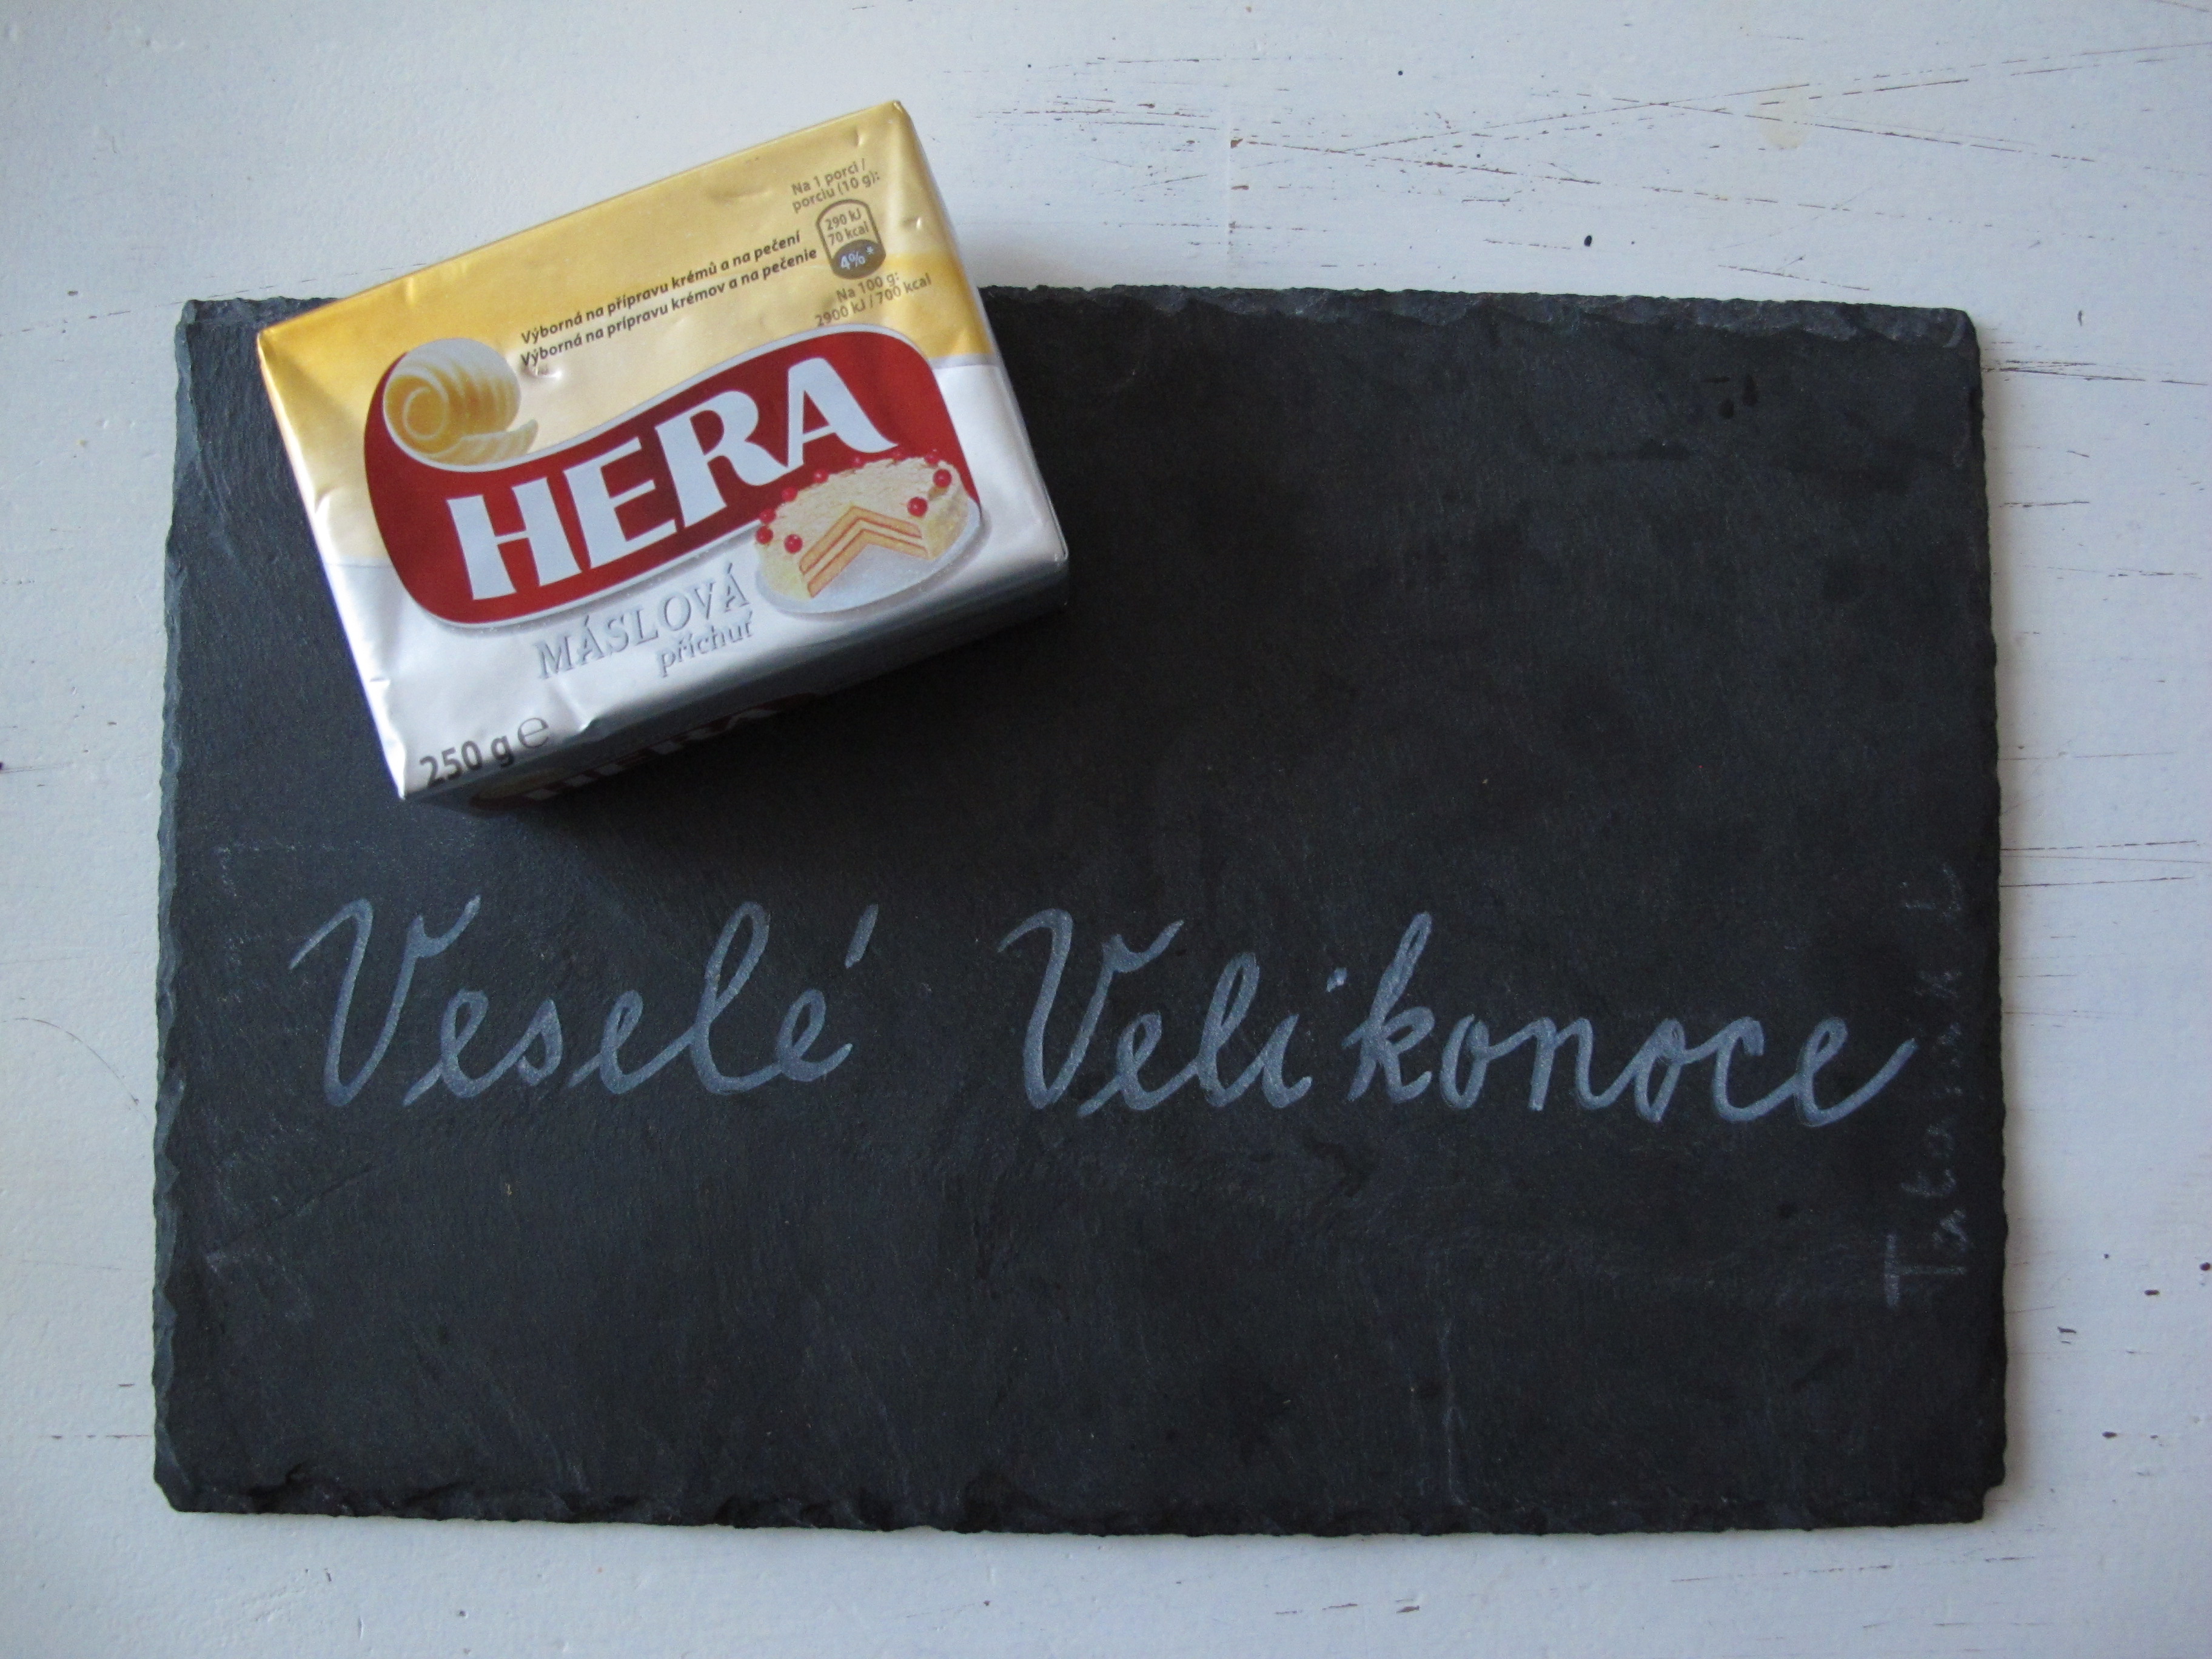 Na 1 porci /
porciu (10 g):
290 kJ
70 kcal
4%*
Na 100 g:
2900 kJ / 700 kcal
Výborná na přípravu krémů a na pečení
Výborná na prípravu krémov a na pečenie
HERA
MÁSLOVÁ
příchuť
250 g e
HERA
Veselé Velikonoce